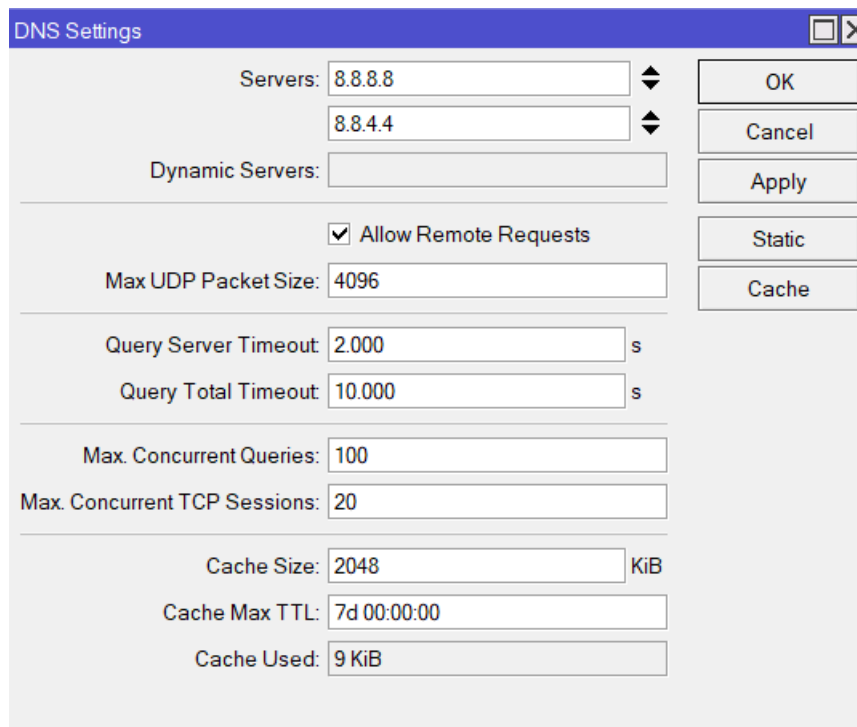 DNS Settings
Servers: 8.8.8.8
OK
8.8.4.4
Cancel
Dynamic Servers:
Apply
Allow Remote Requests
Static
Max UDP Packet Size: 4096
Cache
Query Server Timeout: 2.000 s
Query Total Timeout: 10.000 s
Max. Concurrent Queries: 100
Max. Concurrent TCP Sessions: 20
Cache Size: 2048 KiB
Cache Max TTL: 7d 00:00:00
Cache Used: 9 KiB